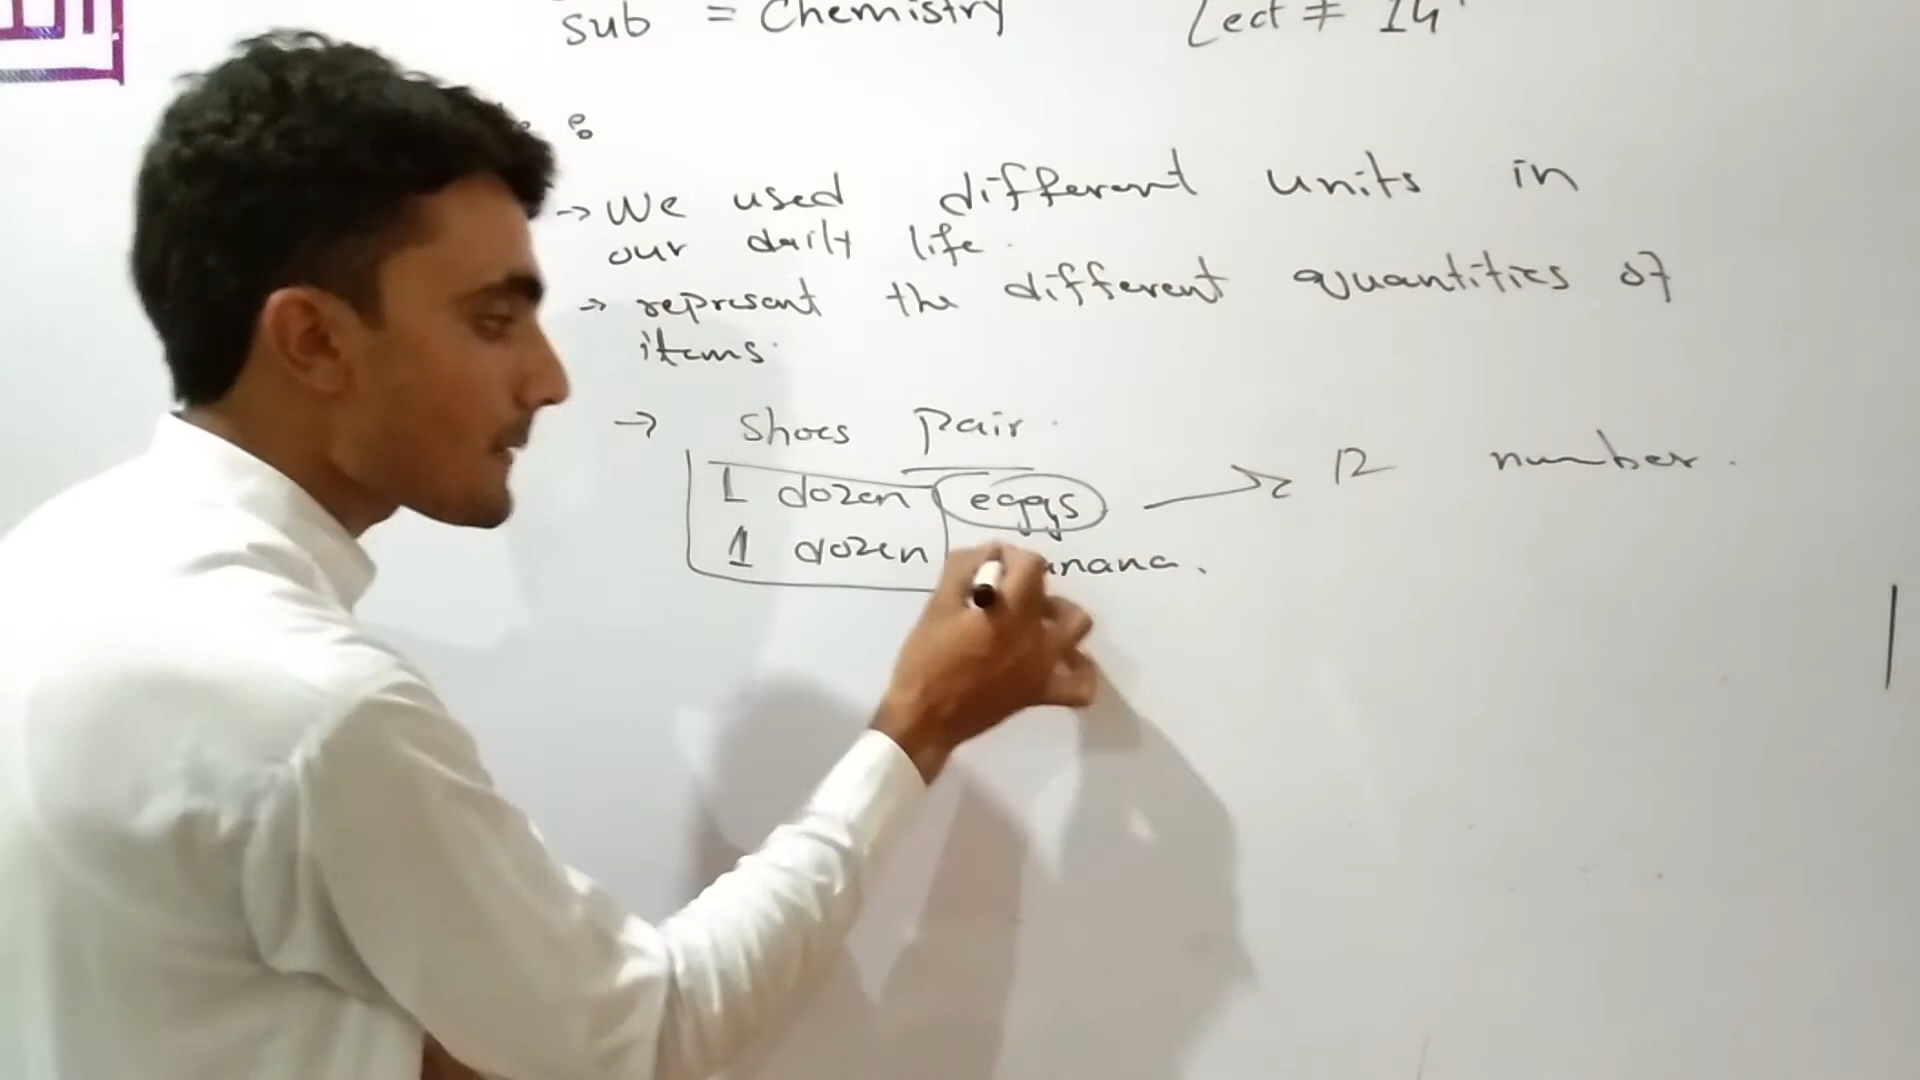 sub = Chemistry Lect # 14
e :
→ We used different units in
our daily life.
→ represent the different quantities of
items.
→ Shoes pair.
1 dozen eggs → 12 number.
1 dozen